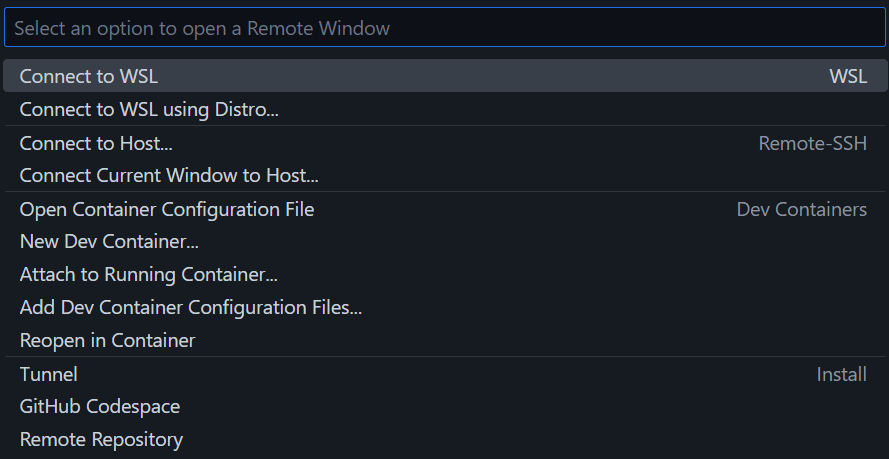 Select an option to open a Remote Window
Connect to WSL WSL
Connect to WSL using Distro...
Connect to Host... Remote-SSH
Connect Current Window to Host...
Open Container Configuration File Dev Containers
New Dev Container...
Attach to Running Container...
Add Dev Container Configuration Files...
Reopen in Container
Tunnel Install
GitHub Codespace
Remote Repository